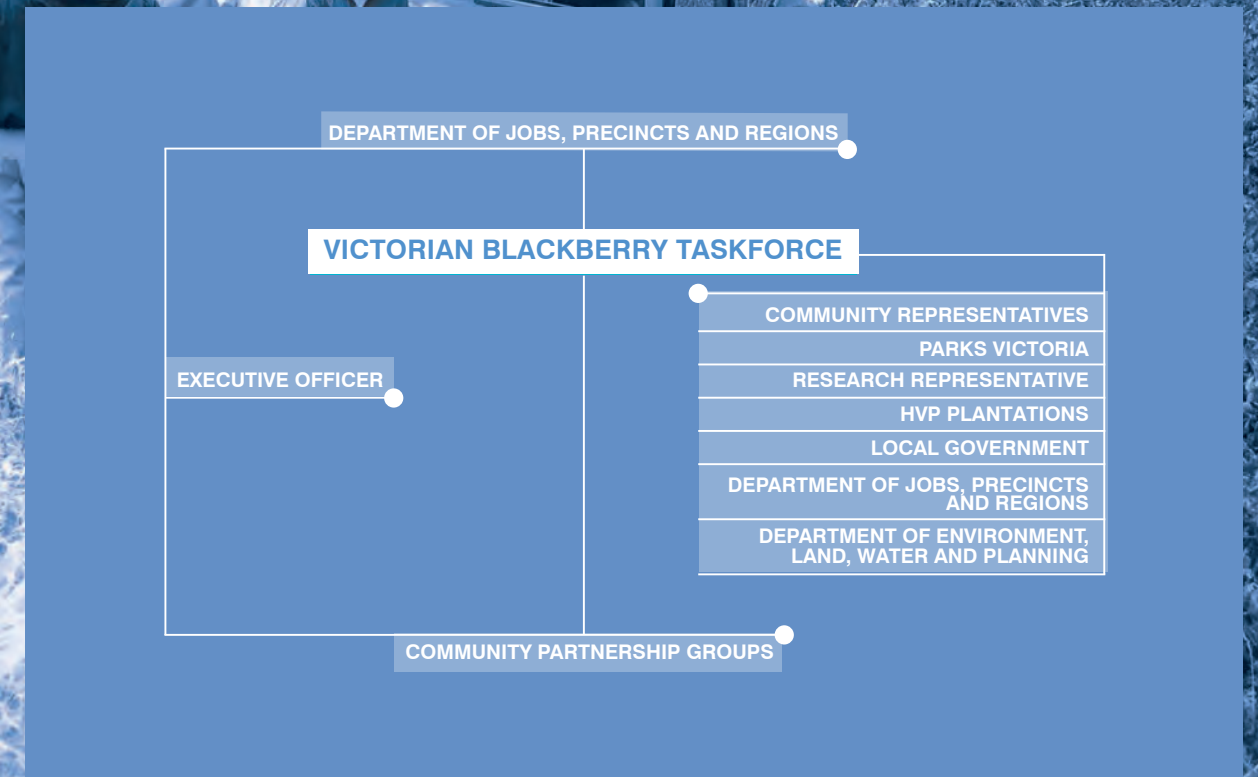 DEPARTMENT OF JOBS, PRECINCTS AND REGIONS
VICTORIAN BLACKBERRY TASKFORCE
COMMUNITY REPRESENTATIVES
PARKS VICTORIA
RESEARCH REPRESENTATIVE
HVP PLANTATIONS
LOCAL GOVERNMENT
DEPARTMENT OF JOBS, PRECINCTS
AND REGIONS
DEPARTMENT OF ENVIRONMENT,
LAND, WATER AND PLANNING
EXECUTIVE OFFICER
COMMUNITY PARTNERSHIP GROUPS